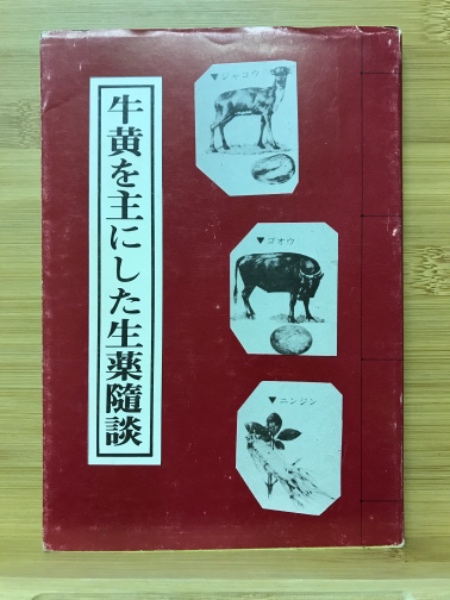 牛黄を主にした生薬隨談
▼ジャコウ
▼ゴオウ
▼ニンジン